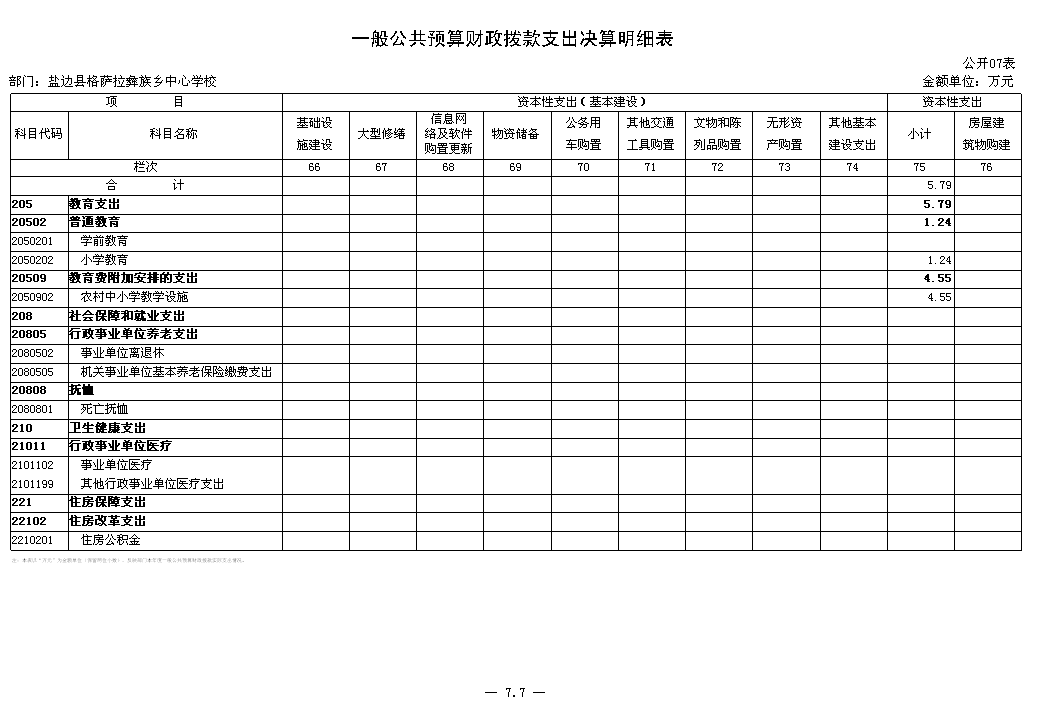 一般公共预算财政拨款支出决算明细表
公开07表
部门：盐边县格萨拉彝族乡中心学校 金额单位：万元
项 目 资本性支出（基本建设） 资本性支出
科目代码 科目名称 基础设施建设 大型修缮 信息网络及软件购置更新 物资储备 公务用车购置 其他交通工具购置 文物和陈列品购置 无形资产购置 其他基本建设支出 小计 房屋建筑物购建
栏次 66 67 68 69 70 71 72 73 74 75 76
合 计 5.79
205 教育支出 5.79
20502 普通教育 1.24
2050201 学前教育
2050202 小学教育 1.24
20509 教育费附加安排的支出 4.55
2050902 农村中小学教学设施 4.55
208 社会保障和就业支出
20805 行政事业单位养老支出
2080502 事业单位离退休
2080505 机关事业单位基本养老保险缴费支出
20808 抚恤
2080801 死亡抚恤
210 卫生健康支出
21011 行政事业单位医疗
2101102 事业单位医疗
2101199 其他行政事业单位医疗支出
221 住房保障支出
22102 住房改革支出
2210201 住房公积金
— 7.7 —